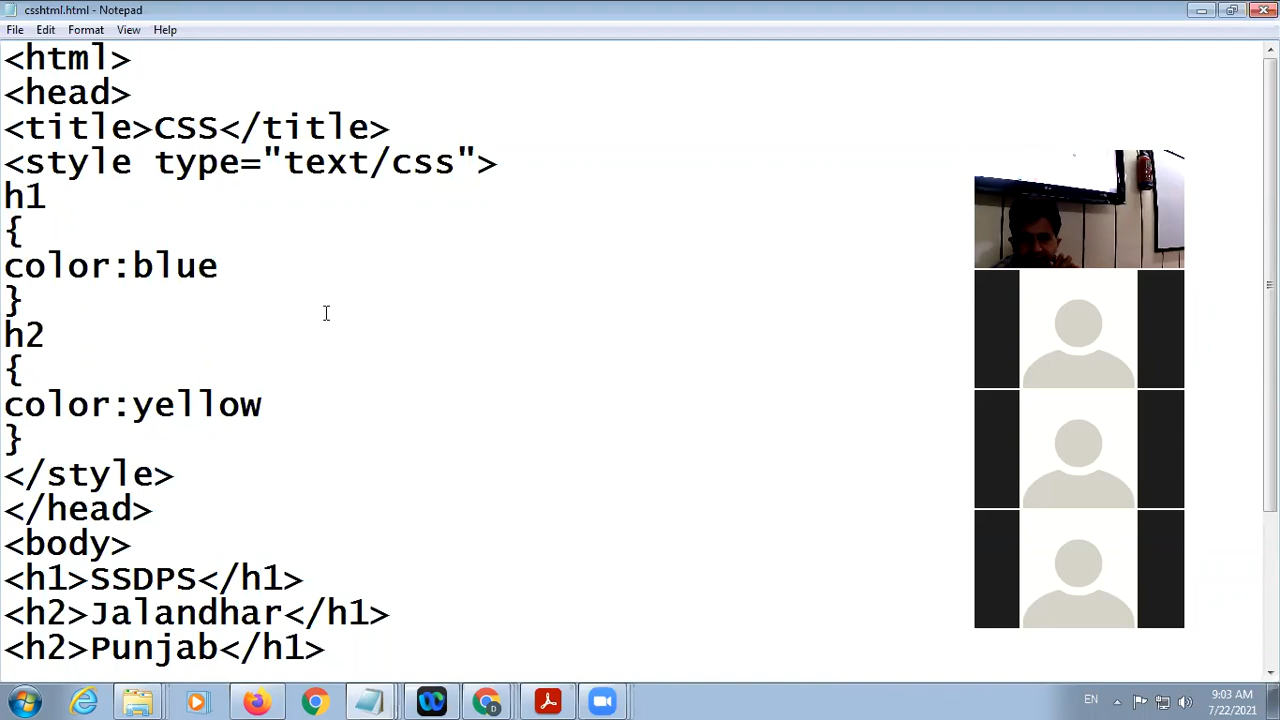 csshtml.html - Notepad
File Edit Format View Help
<html>
<head>
<title>CSS</title>
<style type="text/css">
h1
{
color:blue
}
h2
{
color:yellow
}
</style>
</head>
<body>
<h1>SSDPS</h1>
<h2>Jalandhar</h1>
<h2>Punjab</h1>
EN
9:03 AM
7/22/2021